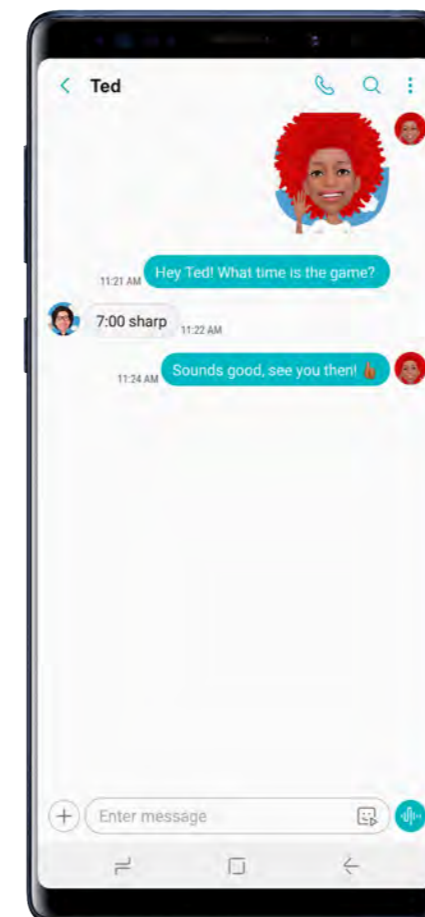 Ted
Hey Ted! What time is the game?
11:21 AM
7:00 sharp
11:22 AM
Sounds good, see you then!
11:24 AM
Enter message